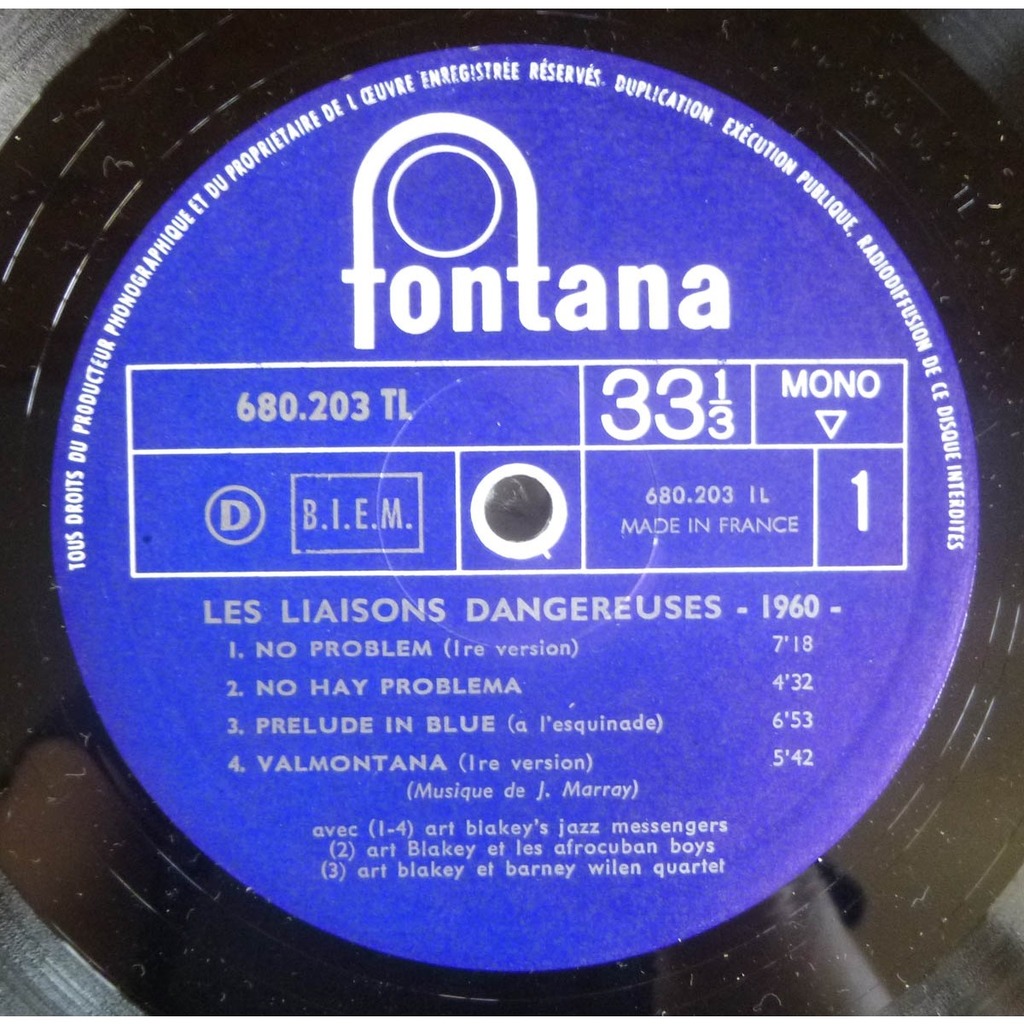 TOUS DROITS DU PRODUCTEUR PHONOGRAPHIQUE ET DU PROPRIÉTAIRE DE L ŒUVRE ENREGISTRÉE RÉSERVÉS. DUPLICATION. EXÉCUTION PUBLIQUE, RADIODIFFUSION DE CE DISQUE INTERDITES
fontana
680.203 TL 33 1/3 MONO
D B.I.E.M. 680.203 1L 1
MADE IN FRANCE
LES LIAISONS DANGEREUSES - 1960 -
1. NO PROBLEM (1re version) 7'18
2. NO HAY PROBLEMA 4'32
3. PRELUDE IN BLUE (a l'esquinade) 6'53
4. VALMONTANA (1re version) 5'42
(Musique de J. Marray)
avec (1-4) art blakey's jazz messengers
(2) art Blakey et les afrocuban boys
(3) art blakey et barney wilen quartet